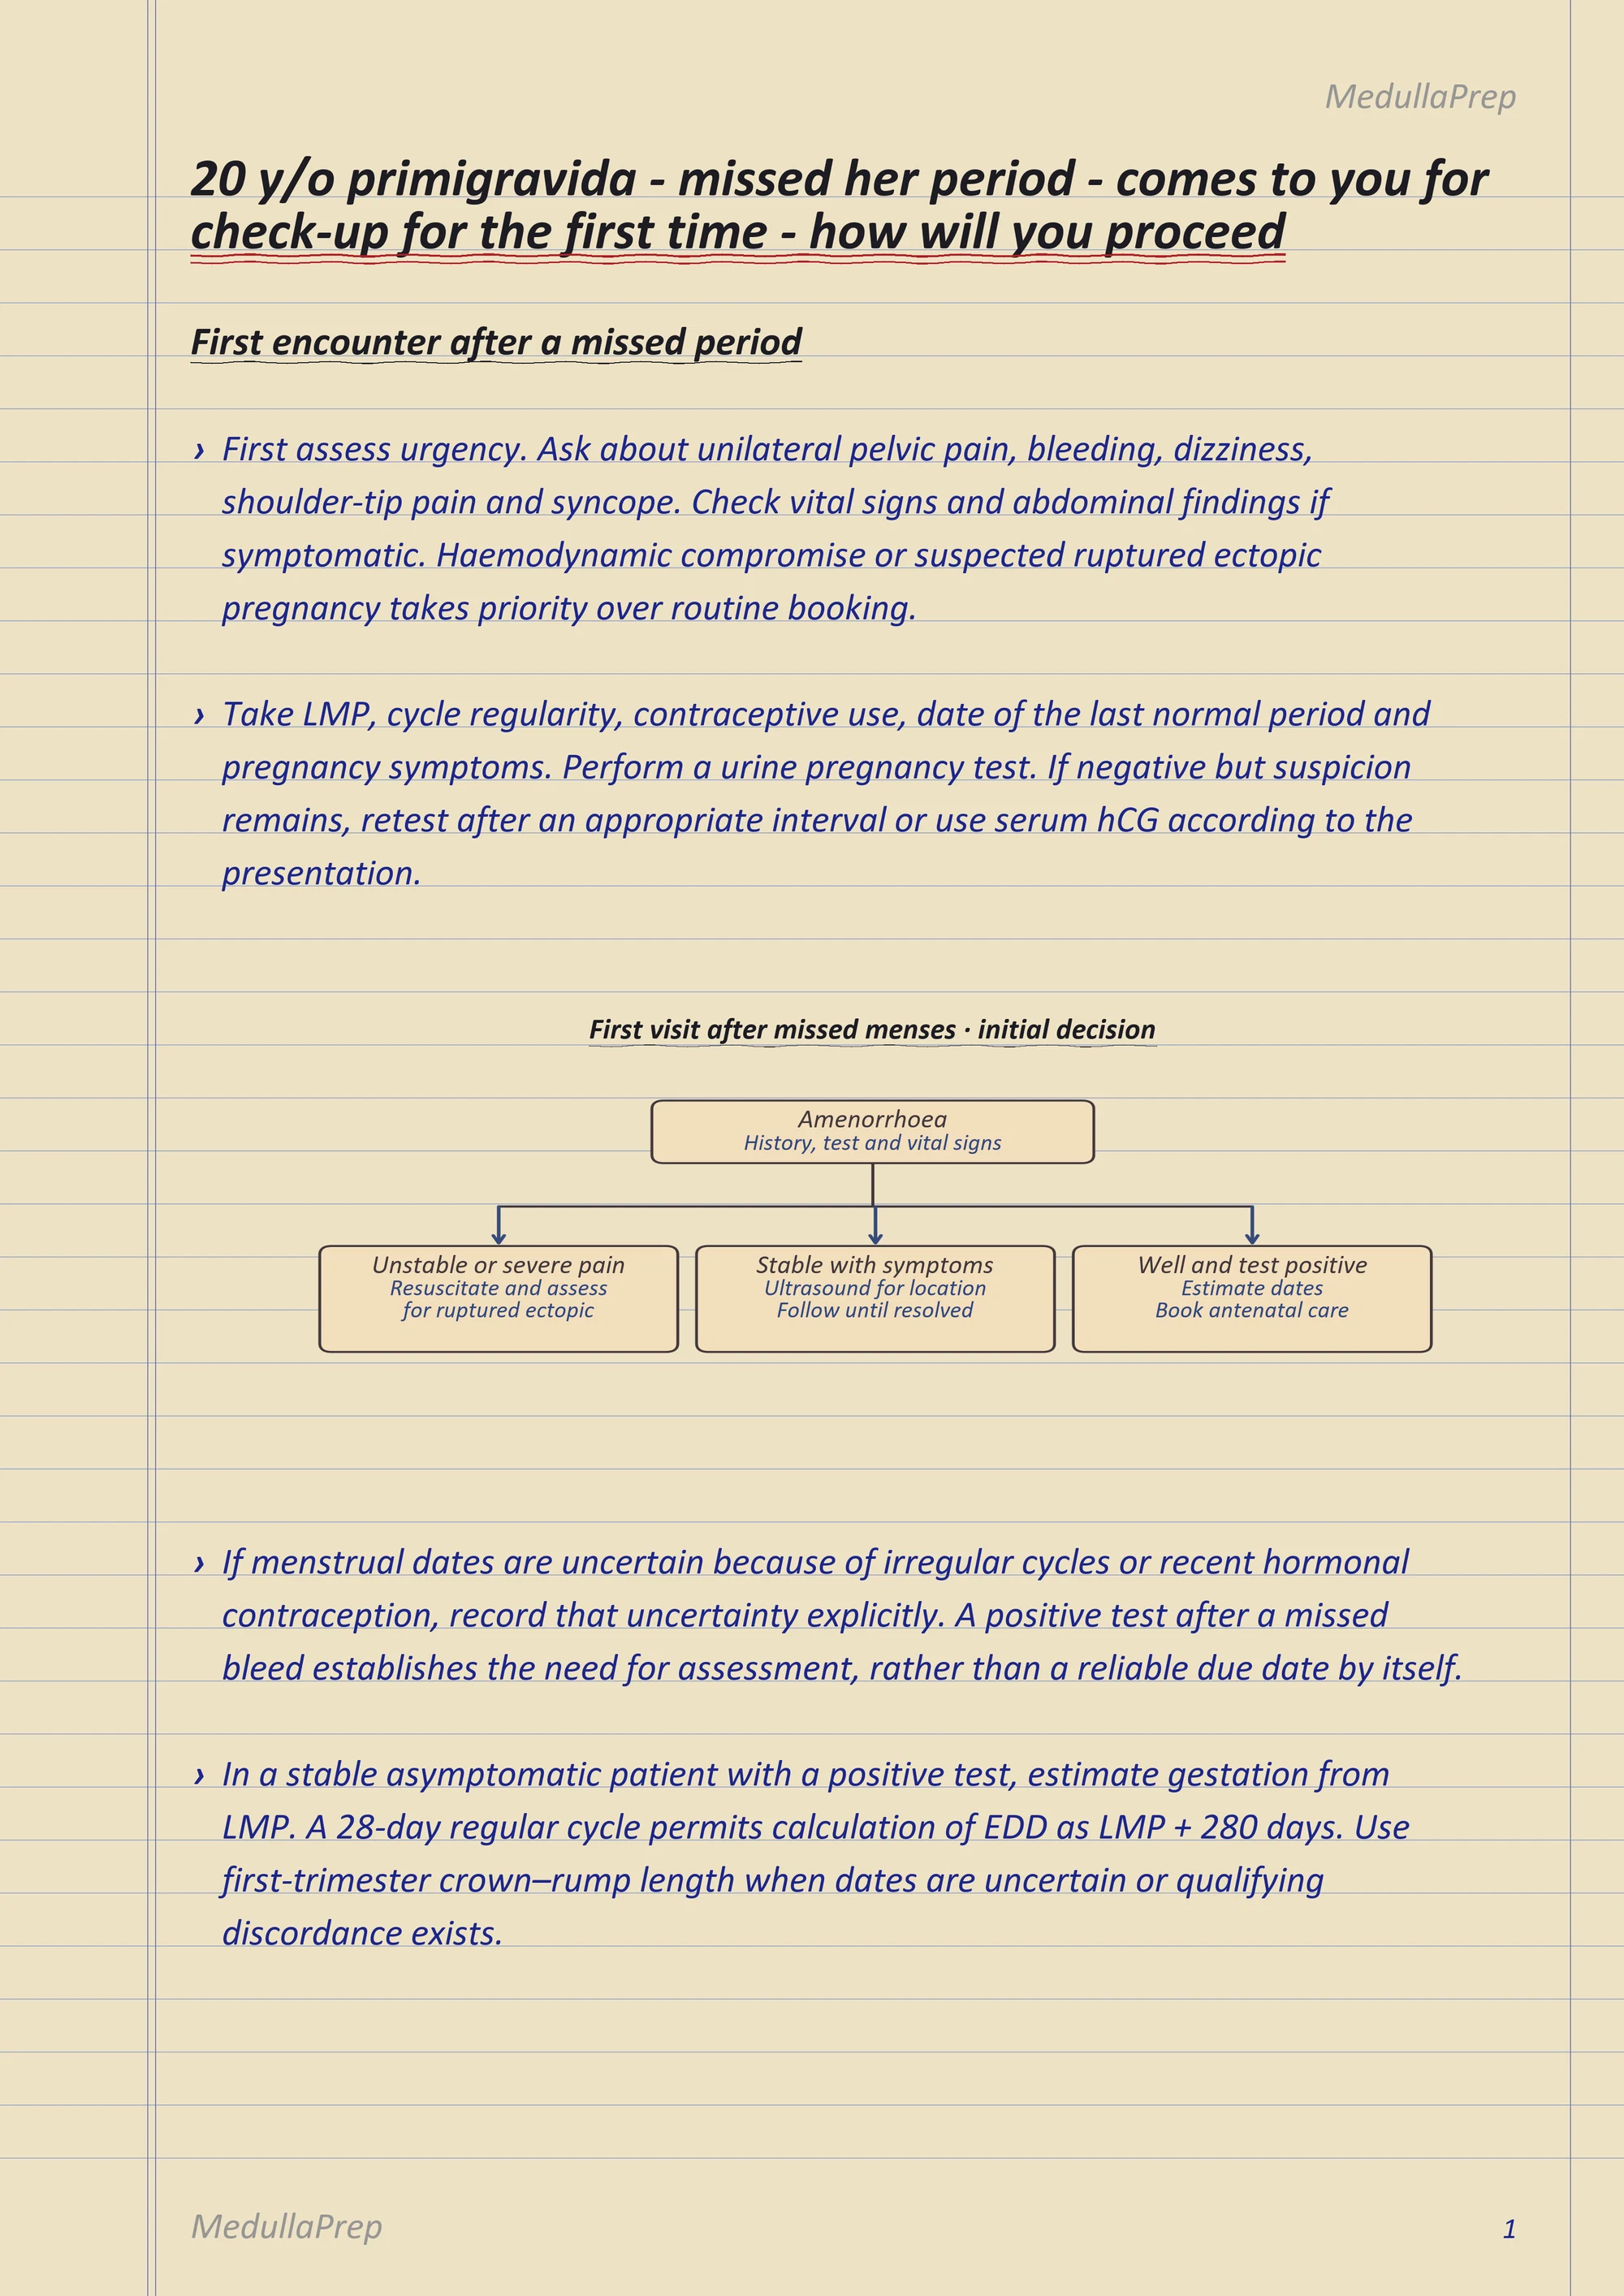 MedullaPrep
20 y/o primigravida - missed her period - comes to you for
check-up for the first time - how will you proceed
First encounter after a missed period
› First assess urgency. Ask about unilateral pelvic pain, bleeding, dizziness,
shoulder-tip pain and syncope. Check vital signs and abdominal findings if
symptomatic. Haemodynamic compromise or suspected ruptured ectopic
pregnancy takes priority over routine booking.
› Take LMP, cycle regularity, contraceptive use, date of the last normal period and
pregnancy symptoms. Perform a urine pregnancy test. If negative but suspicion
remains, retest after an appropriate interval or use serum hCG according to the
presentation.
First visit after missed menses · initial decision
Amenorrhoea
History, test and vital signs
Unstable or severe pain
Resuscitate and assess
for ruptured ectopic
Stable with symptoms
Ultrasound for location
Follow until resolved
Well and test positive
Estimate dates
Book antenatal care
› If menstrual dates are uncertain because of irregular cycles or recent hormonal
contraception, record that uncertainty explicitly. A positive test after a missed
bleed establishes the need for assessment, rather than a reliable due date by itself.
› In a stable asymptomatic patient with a positive test, estimate gestation from
LMP. A 28-day regular cycle permits calculation of EDD as LMP + 280 days. Use
first-trimester crown–rump length when dates are uncertain or qualifying
discordance exists.
MedullaPrep
1